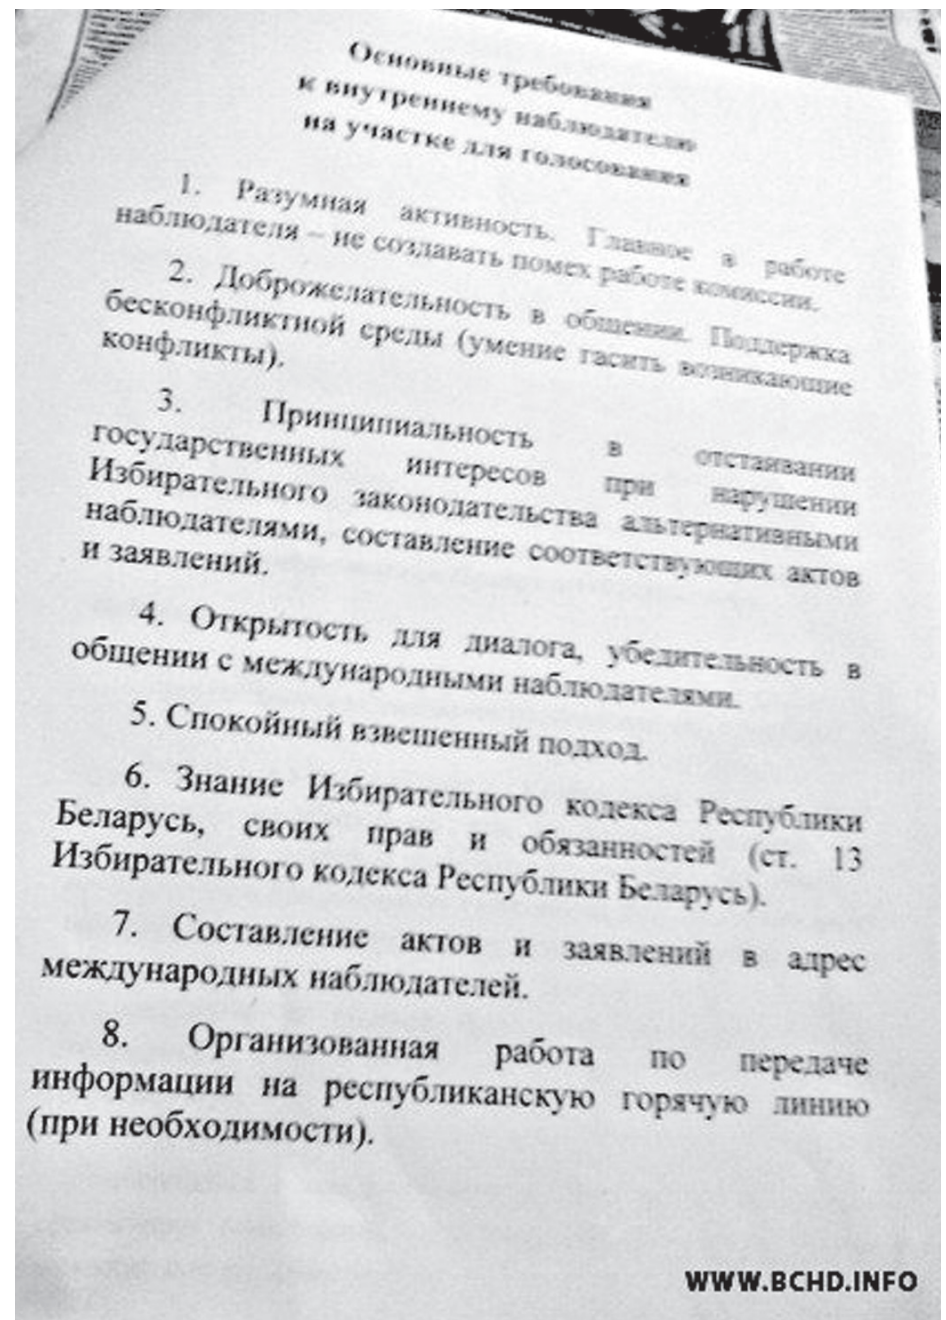 Основные требования
к внутреннему наблюдателю
на участке для голосования
1. Разумная активность. Главное в работе
наблюдателя – не создавать помех работе комиссии.
2. Доброжелательность в общении. Поддержка
бесконфликтной среды (умение гасить возникающие
конфликты).
3. Принципиальность в отстаивании
государственных интересов при нарушении
Избирательного законодательства альтернативными
наблюдателями, составление соответствующих актов
и заявлений.
4. Открытость для диалога, убедительность в
общении с международными наблюдателями.
5. Спокойный взвешенный подход.
6. Знание Избирательного кодекса Республики
Беларусь, своих прав и обязанностей (ст. 13
Избирательного кодекса Республики Беларусь).
7. Составление актов и заявлений в адрес
международных наблюдателей.
8. Организованная работа по передаче
информации на республиканскую горячую линию
(при необходимости).
WWW.BCHD.INFO